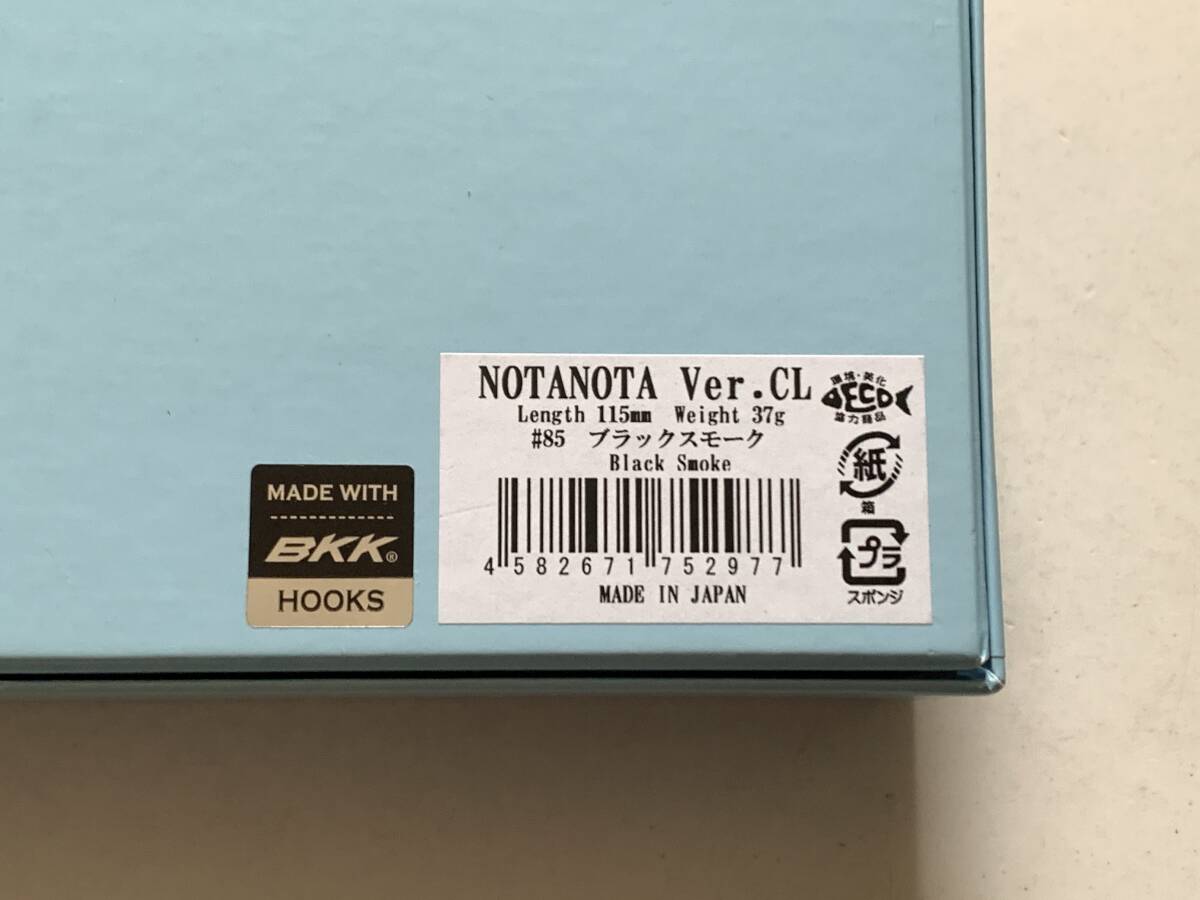 NOTANOTA Ver.CL
Length 115mm Weight 37g
#85 ブラックスモーク
Black Smoke
4 582671 752977
MADE IN JAPAN
環境・美化
ECO
協力商品
紙
箱
プラ
スポンジ
MADE WITH
BKK®
HOOKS